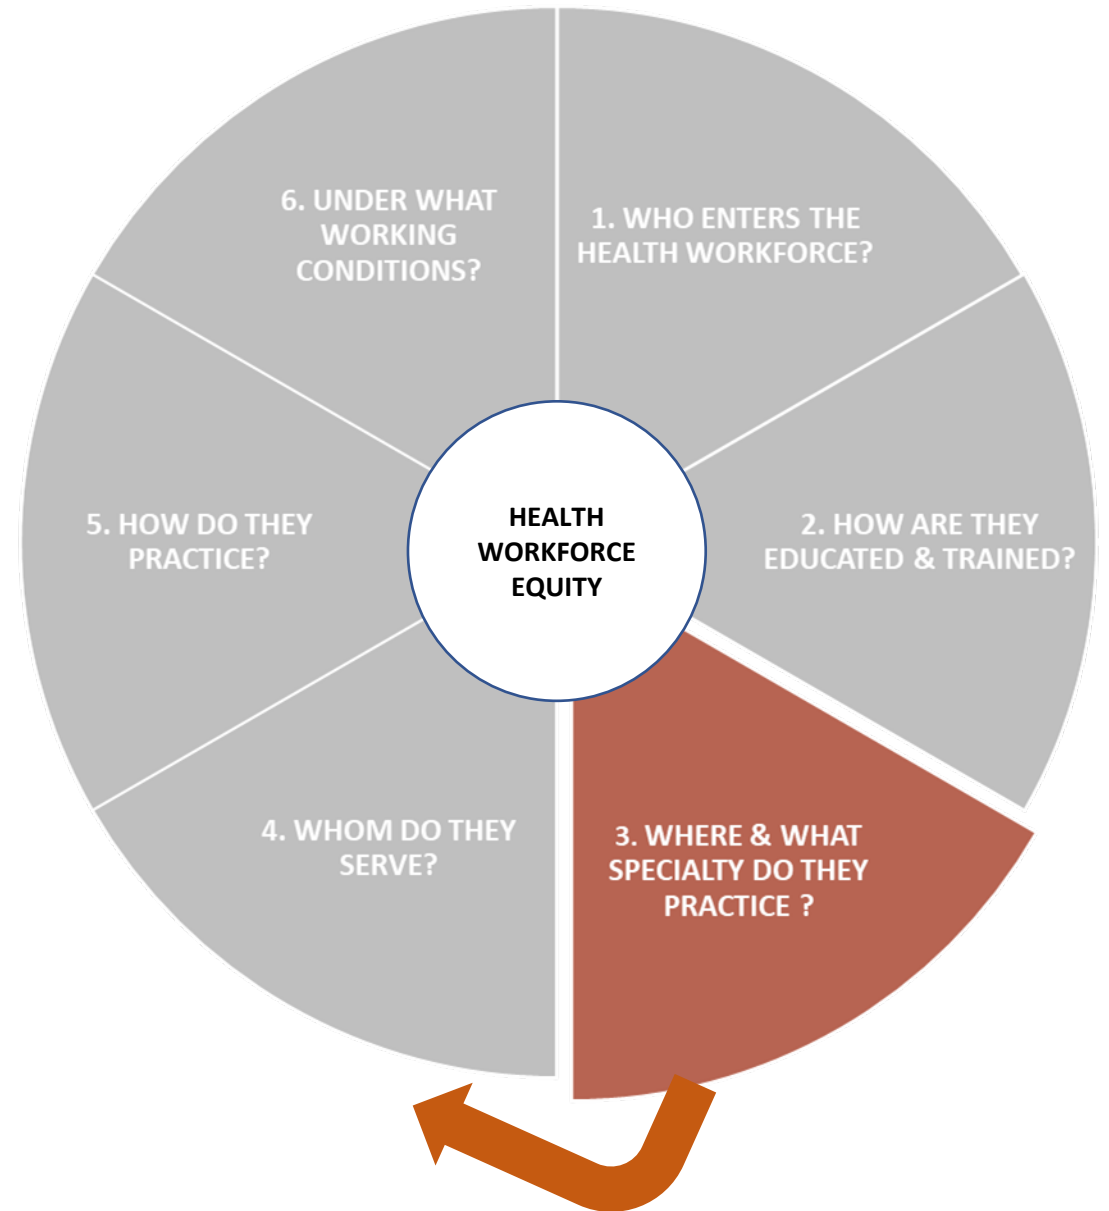 6. UNDER WHAT
WORKING
CONDITIONS?
1. WHO ENTERS THE
HEALTH WORKFORCE?
5. HOW DO THEY
PRACTICE?
HEALTH
WORKFORCE
EQUITY
2. HOW ARE THEY
EDUCATED & TRAINED?
4. WHOM DO THEY
SERVE?
3. WHERE & WHAT
SPECIALTY DO THEY
PRACTICE ?